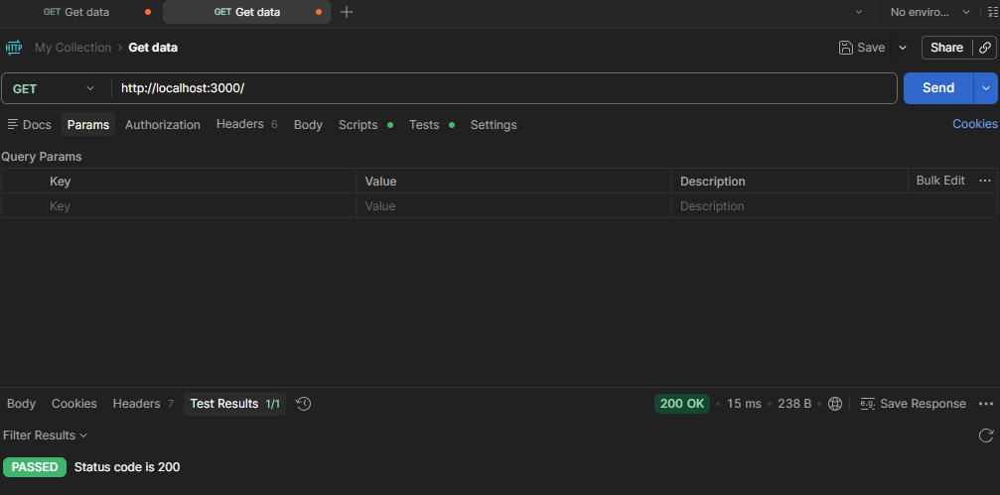 GET Get data GET Get data No enviro...
HTTP My Collection > Get data Save Share
GET http://localhost:3000/ Send
Docs Params Authorization Headers 6 Body Scripts Tests Settings Cookies
Query Params
Key Value Description Bulk Edit ...
Key Value Description
Body Cookies Headers 7 Test Results 1/1 200 OK • 15 ms • 238 B • e.g. Save Response ...
Filter Results
PASSED Status code is 200